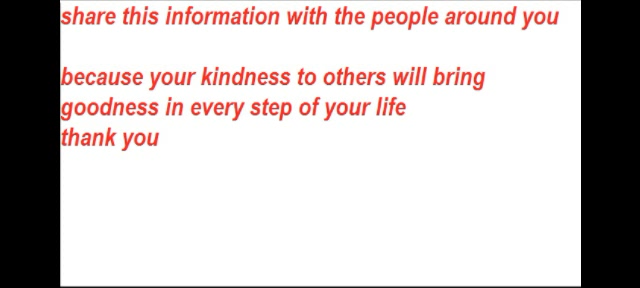 share this information with the people around you
because your kindness to others will bring
goodness in every step of your life
thank you